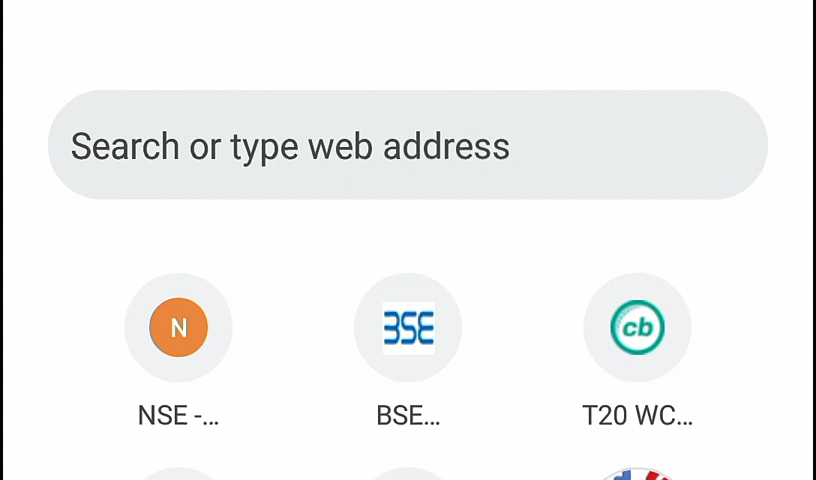 Search or type web address
N
BSE
cb
NSE -...
BSE...
T20 WC...